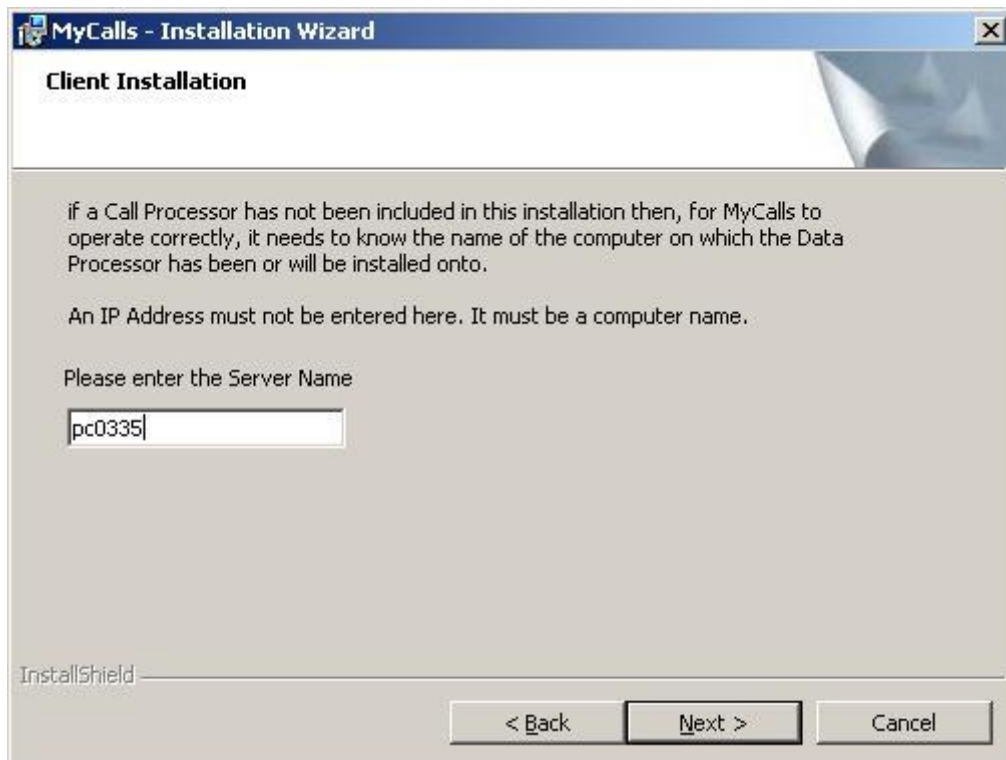 MyCalls - Installation Wizard
Client Installation
if a Call Processor has not been included in this installation then, for MyCalls to
operate correctly, it needs to know the name of the computer on which the Data
Processor has been or will be installed onto.
An IP Address must not be entered here. It must be a computer name.
Please enter the Server Name
pc0335
InstallShield
< Back
Next >
Cancel